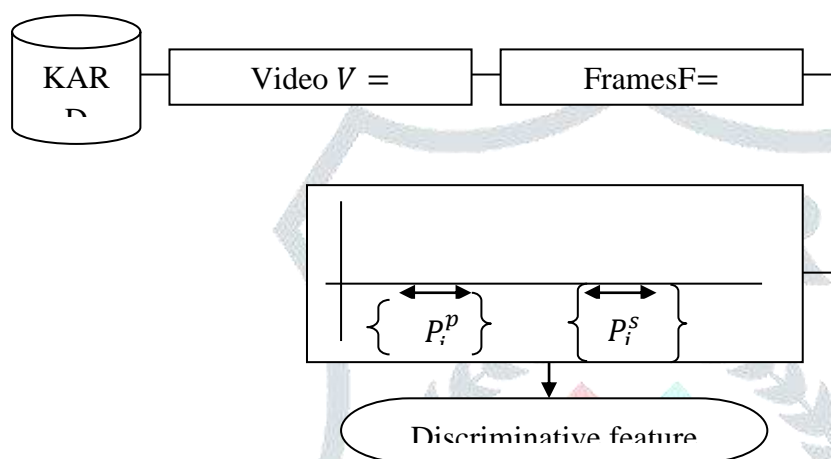 KAR
D
Video V =
FramesF=
{ P_i^p } { P_i^s }
Discriminative feature